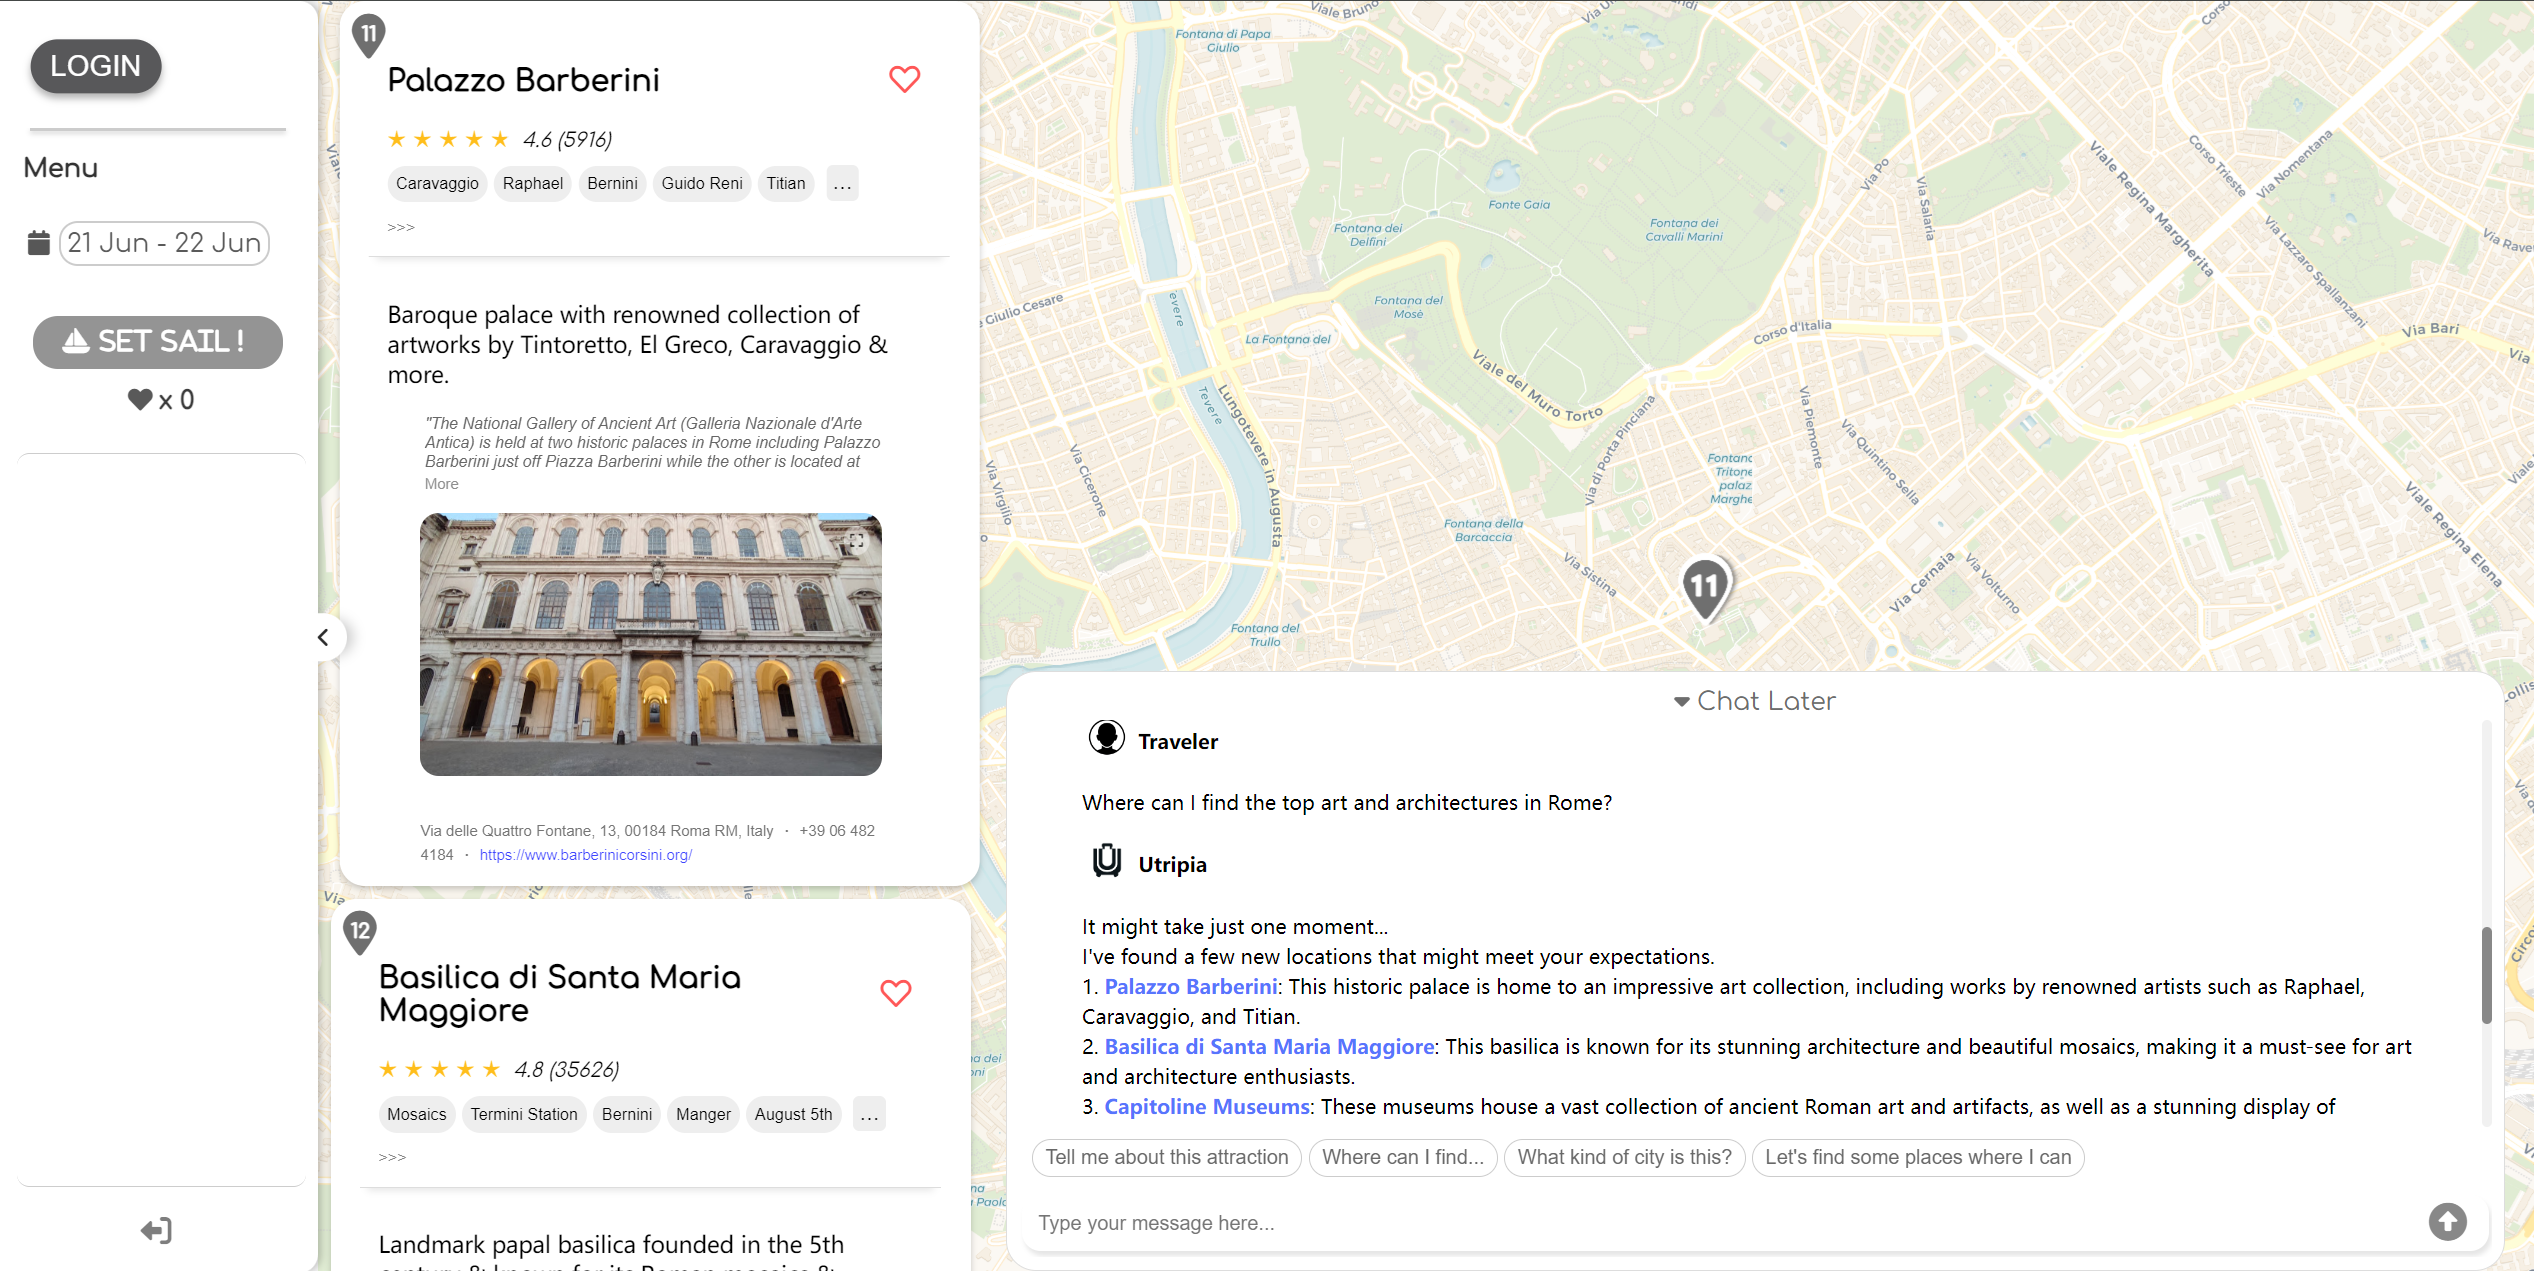 LOGIN
Menu
21 Jun - 22 Jun
SET SAIL !
x 0
11
Palazzo Barberini
4.6 (5916)
Caravaggio Raphael Bernini Guido Reni Titian ...
>>>
Baroque palace with renowned collection of
artworks by Tintoretto, El Greco, Caravaggio &
more.
"The National Gallery of Ancient Art (Galleria Nazionale d'Arte
Antica) is held at two historic palaces in Rome including Palazzo
Barberini just off Piazza Barberini while the other is located at
More
Via delle Quattro Fontane, 13, 00184 Roma RM, Italy · +39 06 482
4184 · https://www.barberinicorsini.org/
12
Basilica di Santa Maria
Maggiore
4.8 (35626)
Mosaics Termini Station Bernini Manger August 5th ...
>>>
Landmark papal basilica founded in the 5th
Viale Bruno
Fontana di Papa
Giulio
Corso Trieste
Via Nomentana
Viale Regina Margherita
Via Po
Via Salaria
Fonte Gaia
Fontana dei
Cavalli Marini
Fontana dei
Delfini
Via Lazzaro Spallanzani
Giulio Cesare
Fontana del
Mosè
La Fontana del
Corso d'Italia
Via Bari
Viale del Muro Torto
Tevere
Lungotevere in Augusta
Via di Porta Pinciana
Via Piemonte
Via Quintino Sella
Via Cicerone
Via Virgilio
Fontana
Tritone
palaz
Marghe
Viale Regina Elena
Fontana della
Barcaccia
Via Sistina
Via Cernaia
Via Volturno
11
Fontana del
Trullo
Chat Later
Traveler
Where can I find the top art and architectures in Rome?
Utripia
It might take just one moment...
I've found a few new locations that might meet your expectations.
1. Palazzo Barberini: This historic palace is home to an impressive art collection, including works by renowned artists such as Raphael,
Caravaggio, and Titian.
2. Basilica di Santa Maria Maggiore: This basilica is known for its stunning architecture and beautiful mosaics, making it a must-see for art
and architecture enthusiasts.
3. Capitoline Museums: These museums house a vast collection of ancient Roman art and artifacts, as well as a stunning display of
Tell me about this attraction Where can I find... What kind of city is this? Let's find some places where I can
Type your message here...